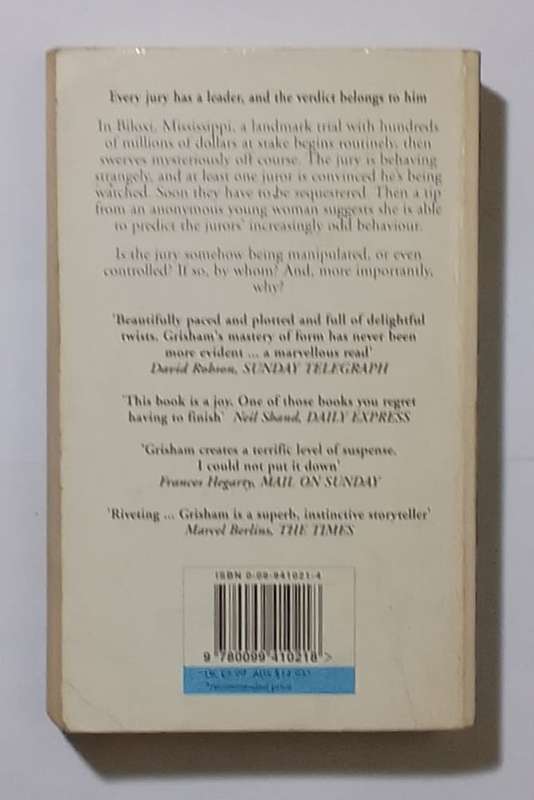 Every jury has a leader, and the verdict belongs to him
In Biloxi, Mississippi, a landmark trial with hundreds
of millions of dollars at stake begins routinely, then
swerves mysteriously off course. The jury is behaving
strangely, and at least one juror is convinced he's being
watched. Soon they have to be sequestered. Then a tip
from an anonymous young woman suggests she is able
to predict the jurors' increasingly odd behaviour.
Is the jury somehow being manipulated, or even
controlled? If so, by whom? And, more importantly,
why?
'Beautifully paced and plotted and full of delightful
twists. Grisham's mastery of form has never been
more evident ... a marvellous read'
David Robson, SUNDAY TELEGRAPH
'This book is a joy. One of those books you regret
having to finish' Neil Shand, DAILY EXPRESS
'Grisham creates a terrific level of suspense.
I could not put it down'
Frances Hegarty, MAIL ON SUNDAY
'Riveting ... Grisham is a superb, instinctive storyteller'
Marcel Berlins, THE TIMES
ISBN 0-09-941021-4
9 780099 410218 >
UK AUS
*recommended price